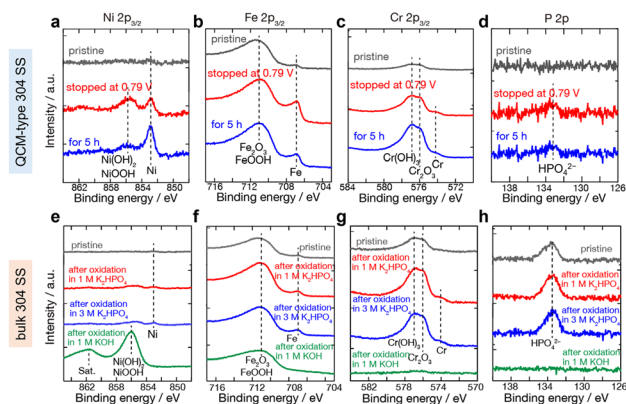 Ni 2p3/2
Fe 2p3/2
Cr 2p3/2
P 2p
QCM-type 304 SS
a
pristine
stopped at 0.79 V
for 5 h
Ni(OH)2
NiOOH
Ni
Intensity / a.u.
862 854 848
Binding energy / eV
b
pristine
stopped at 0.79 V
for 5 h
Fe2O3
FeOOH
Fe
716 712 708 704
Binding energy / eV
c
pristine
stopped at 0.79 V
for 5 h
Cr(OH)3
Cr
Cr2O3
584 576 572
Binding energy / eV
d
pristine
stopped at 0.79 V
for 5 h
HPO4 2−
140 138 136 134 132 130
Binding energy / eV
bulk 304 SS
e
pristine
after oxidation
in 1 M K2HPO4
after oxidation
in 3 M K2HPO4
Ni
after oxidation
in 1 M KOH
Sat.
Ni(OH)2
NiOOH
Intensity / a.u.
862 854 848
Binding energy / eV
f
pristine
after oxidation
in 1 M K2HPO4
after oxidation
in 3 M K2HPO4
Fe
after oxidation
in 1 M KOH
Fe2O3
FeOOH
716 712 708 704
Binding energy / eV
g
pristine
after oxidation
in 1 M K2HPO4
after oxidation
in 3 M K2HPO4
Cr(OH)3
Cr
Cr2O3
after oxidation
in 1 M KOH
578 574 570
Binding energy / eV
h
pristine
after oxidation
in 1 M K2HPO4
after oxidation
in 3 M K2HPO4
HPO4 2−
after oxidation
in 1 M KOH
140 138 136 134 132 130
Binding energy / eV